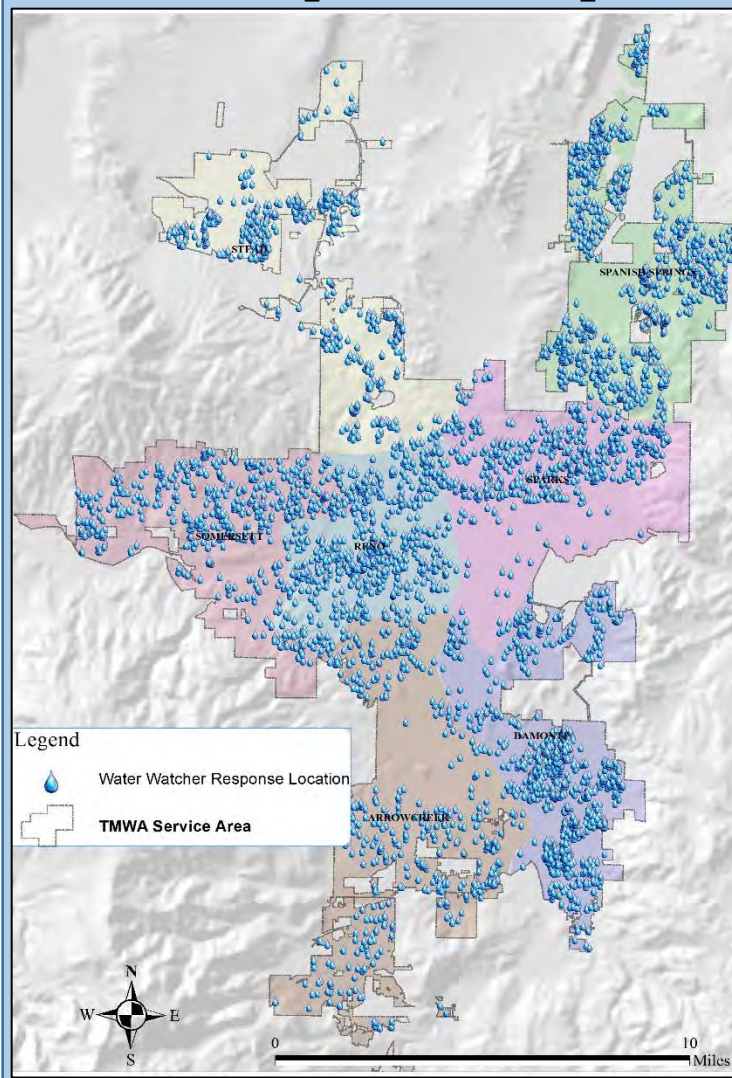 STEAD
SPANISH SPRINGS
SPARKS
SOMERSETT
RENO
DAMONTE
ARROWCREEK
Legend
Water Watcher Response Location
TMWA Service Area
N
W E
S
0 10
Miles